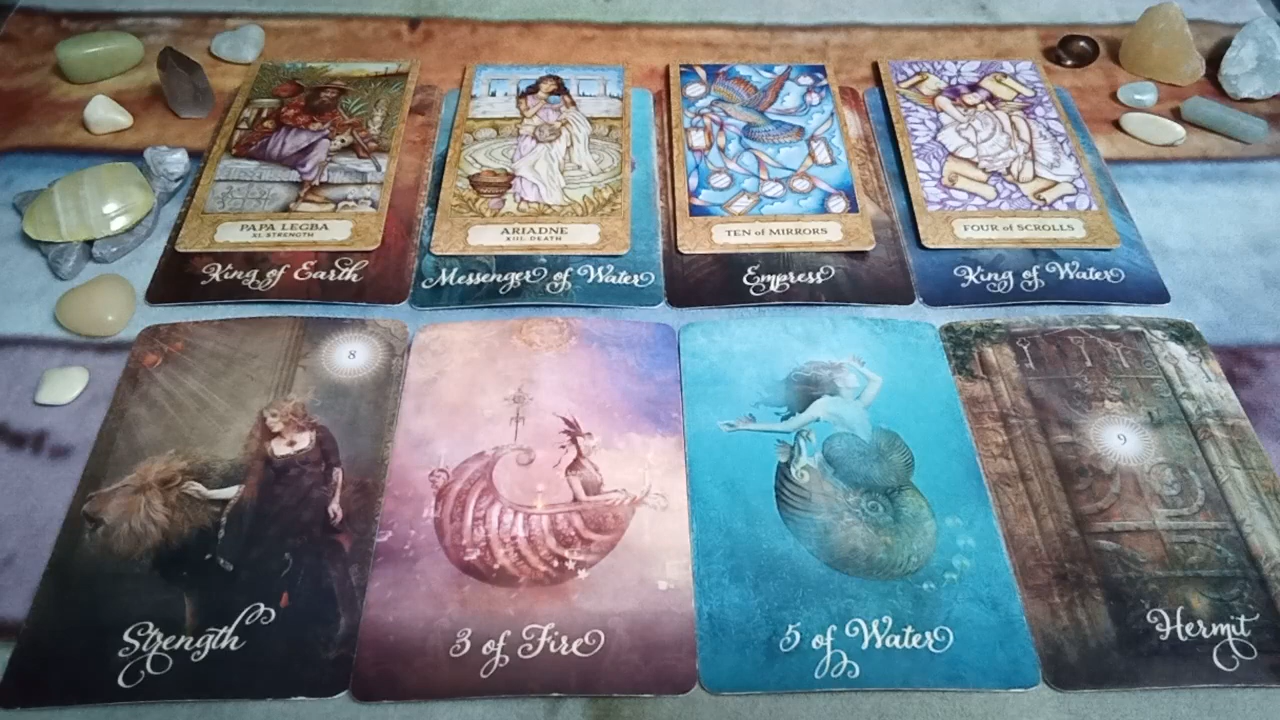 PAPA LEGBA
XI. STRENGTH
ARIADNE
XIII. DEATH
TEN of MIRRORS
FOUR of SCROLLS
King of Earth
Messenger of Water
Empress
King of Water
8
9
Strength
3 of Fire
5 of Water
Hermit